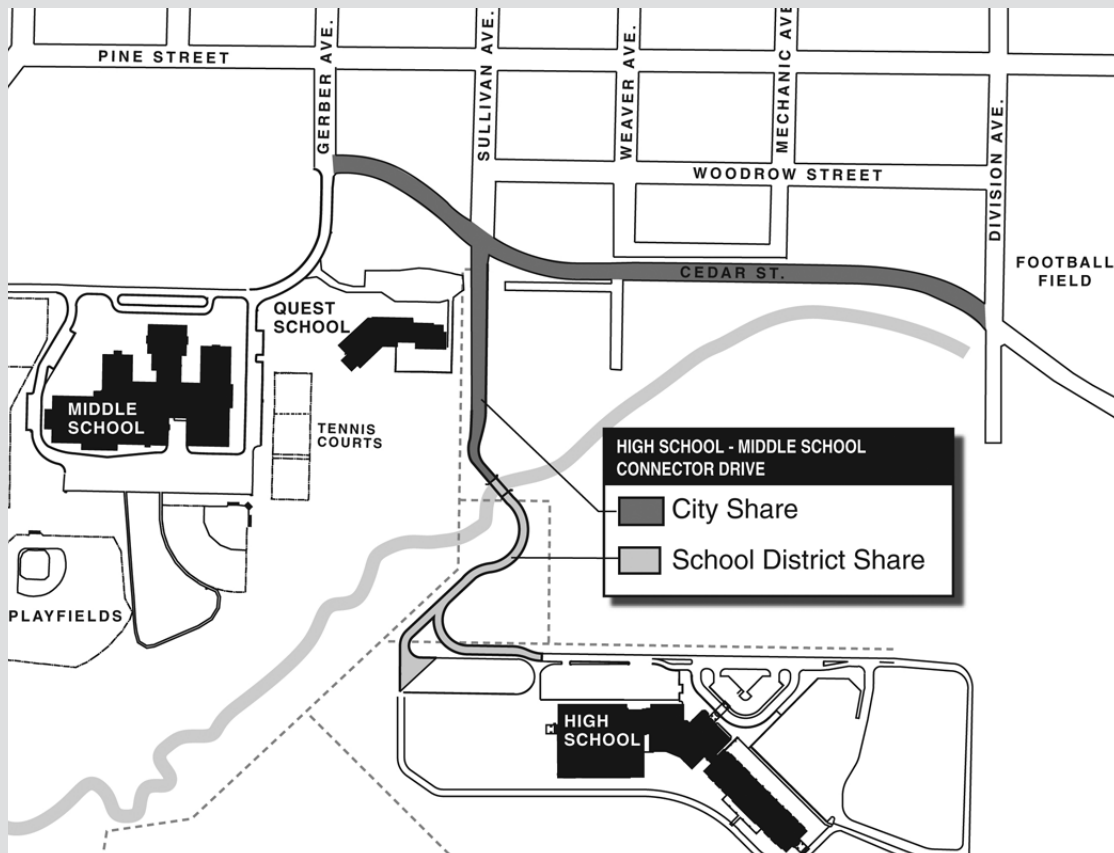 PINE STREET
GERBER AVE.
SULLIVAN AVE.
WEAVER AVE.
MECHANIC AVE
DIVISION AVE.
WOODROW STREET
CEDAR ST.
FOOTBALL
FIELD
QUEST
SCHOOL
MIDDLE
SCHOOL
TENNIS
COURTS
HIGH SCHOOL - MIDDLE SCHOOL
CONNECTOR DRIVE
City Share
School District Share
PLAYFIELDS
HIGH
SCHOOL